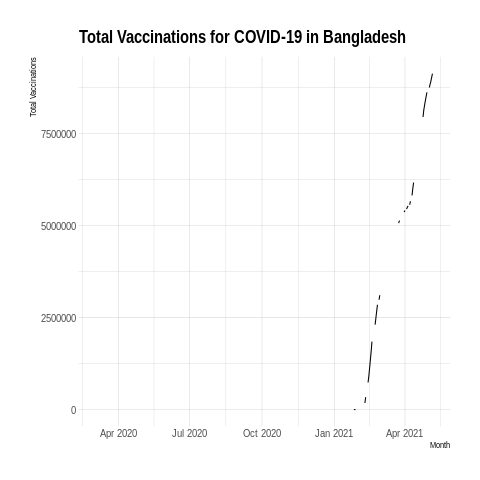 Total Vaccinations for COVID-19 in Bangladesh
Total Vaccinations
7500000
5000000
2500000
0
Apr 2020 Jul 2020 Oct 2020 Jan 2021 Apr 2021
Month